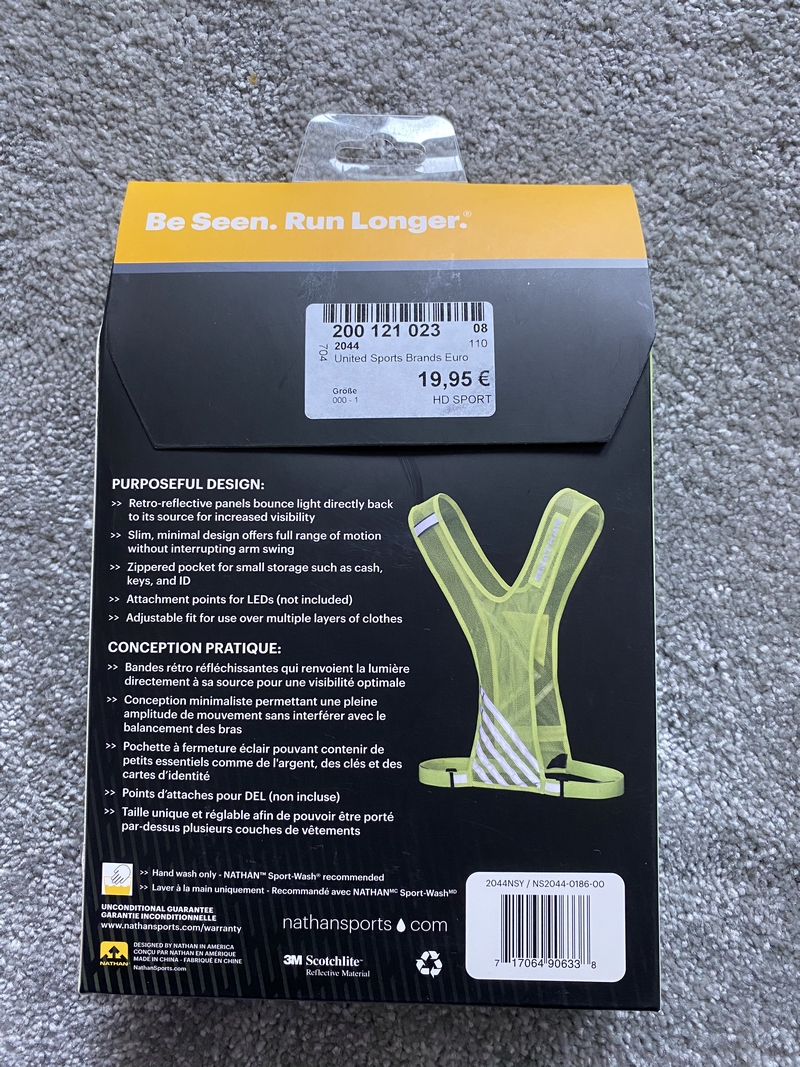 Be Seen. Run Longer.®
200 121 023 08
704
2044 110
United Sports Brands Euro
19,95 €
Größe
000 - 1 HD SPORT
PURPOSEFUL DESIGN:
>> Retro-reflective panels bounce light directly back
to its source for increased visibility
>> Slim, minimal design offers full range of motion
without interrupting arm swing
>> Zippered pocket for small storage such as cash,
keys, and ID
>> Attachment points for LEDs (not included)
>> Adjustable fit for use over multiple layers of clothes
CONCEPTION PRATIQUE:
>> Bandes rétro réfléchissantes qui renvoient la lumière
directement à sa source pour une visibilité optimale
>> Conception minimaliste permettant une pleine
amplitude de mouvement sans interférer avec le
balancement des bras
>> Pochette à fermeture éclair pouvant contenir de
petits essentiels comme de l'argent, des clés et des
cartes d'identité
>> Points d'attaches pour DEL (non incluse)
>> Taille unique et réglable afin de pouvoir être porté
par-dessus plusieurs couches de vêtements
>> Hand wash only - NATHAN™ Sport-Wash® recommended
>> Laver à la main uniquement - Recommandé avec NATHANᴹᶜ Sport-Washᴹᴰ
UNCONDITIONAL GUARANTEE
GARANTIE INCONDITIONNELLE
www.nathansports.com/warranty
NATHAN
DESIGNED BY NATHAN IN AMERICA
CONÇU PAR NATHAN EN AMÉRIQUE
MADE IN CHINA - FABRIQUÉ EN CHINE
NathanSports.com
nathansports com
3M Scotchlite™
Reflective Material
2044NSY / NS2044-0186-00
7 17064 90633 8